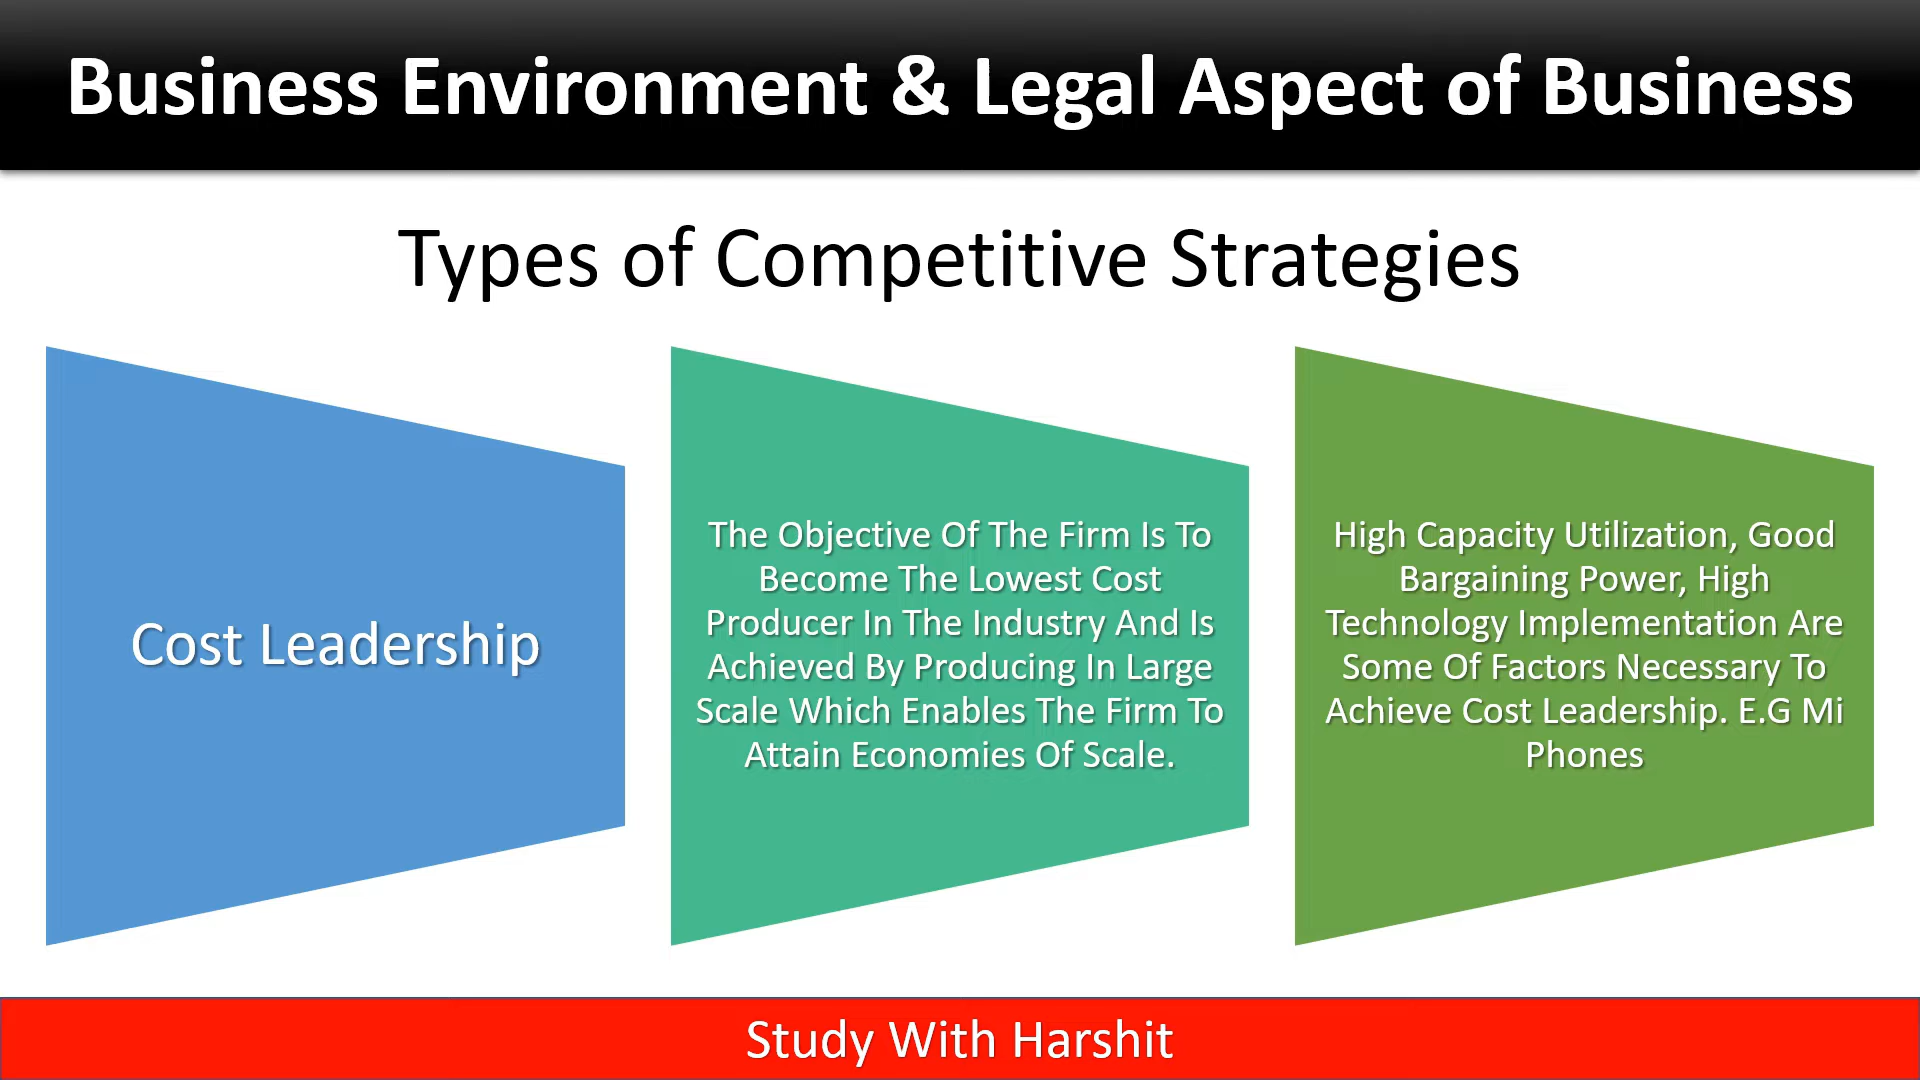 Business Environment & Legal Aspect of Business
Types of Competitive Strategies
Cost Leadership
The Objective Of The Firm Is To
Become The Lowest Cost
Producer In The Industry And Is
Achieved By Producing In Large
Scale Which Enables The Firm To
Attain Economies Of Scale.
High Capacity Utilization, Good
Bargaining Power, High
Technology Implementation Are
Some Of Factors Necessary To
Achieve Cost Leadership. E.G Mi
Phones
Study With Harshit